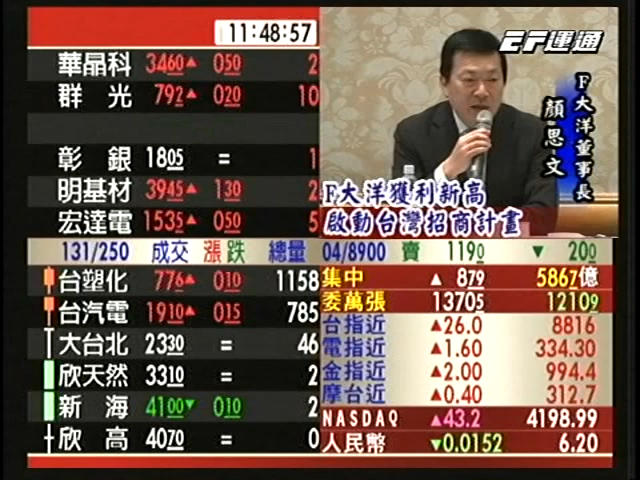 11:48:57
華晶科 3460▲ 050 2
群光 792▲ 020 10
彰銀 1805 = 1
明基材 3945▲ 130 2
宏達電 1535▲ 050 5
EF運通
F大洋董事長
顏思文
F大洋獲利新高
啟動台灣招商計畫
131/250 成交 漲跌 總量
台塑化 776▲ 010 1158
台汽電 1910▲ 015 785
大台北 2330 = 46
欣天然 3310 = 2
新海 4100▼ 010 2
欣高 4070 = 0
04/8900 賣 1190 ▼ 200
集中 ▲ 879 5867億
委萬張 13705 12109
台指近 ▲26.0 8816
電指近 ▲1.60 334.30
金指近 ▲2.00 994.4
摩台近 ▲0.40 312.7
NASDAQ ▲43.2 4198.99
人民幣 ▼0.0152 6.20